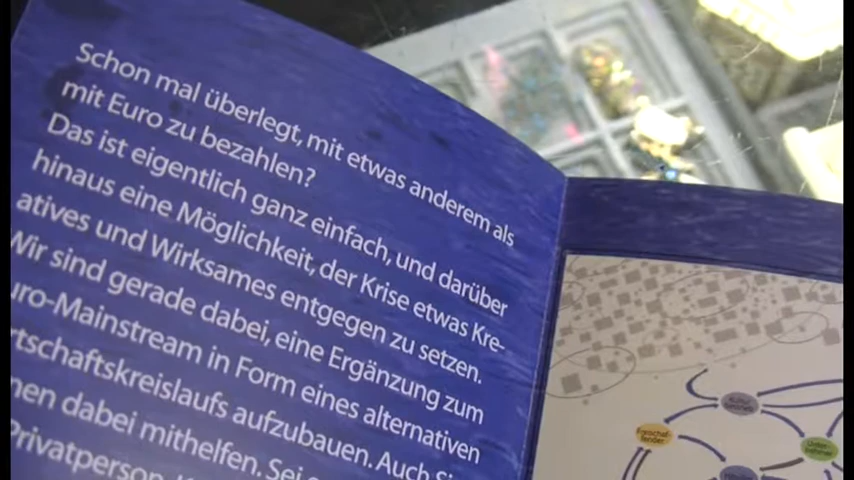 Schon mal überlegt, mit etwas anderem als
mit Euro zu bezahlen?
Das ist eigentlich ganz einfach, und darüber
hinaus eine Möglichkeit, der Krise etwas Kre-
atives und Wirksames entgegen zu setzen.
Wir sind gerade dabei, eine Ergänzung zum
uro-Mainstream in Form eines alternativen
rtschaftskreislaufs aufzubauen. Auch Si
nen dabei mithelfen. Sei
Privatperson